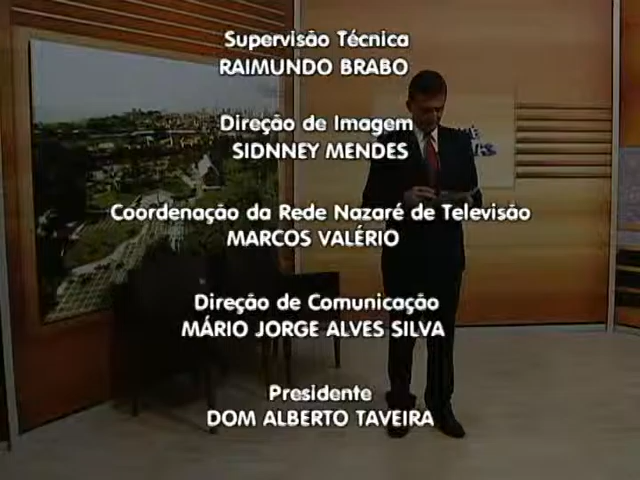 Supervisão Técnica
RAIMUNDO BRABO
Direção de Imagem
SIDNNEY MENDES
Coordenação da Rede Nazaré de Televisão
MARCOS VALÉRIO
Direção de Comunicação
MÁRIO JORGE ALVES SILVA
Presidente
DOM ALBERTO TAVEIRA